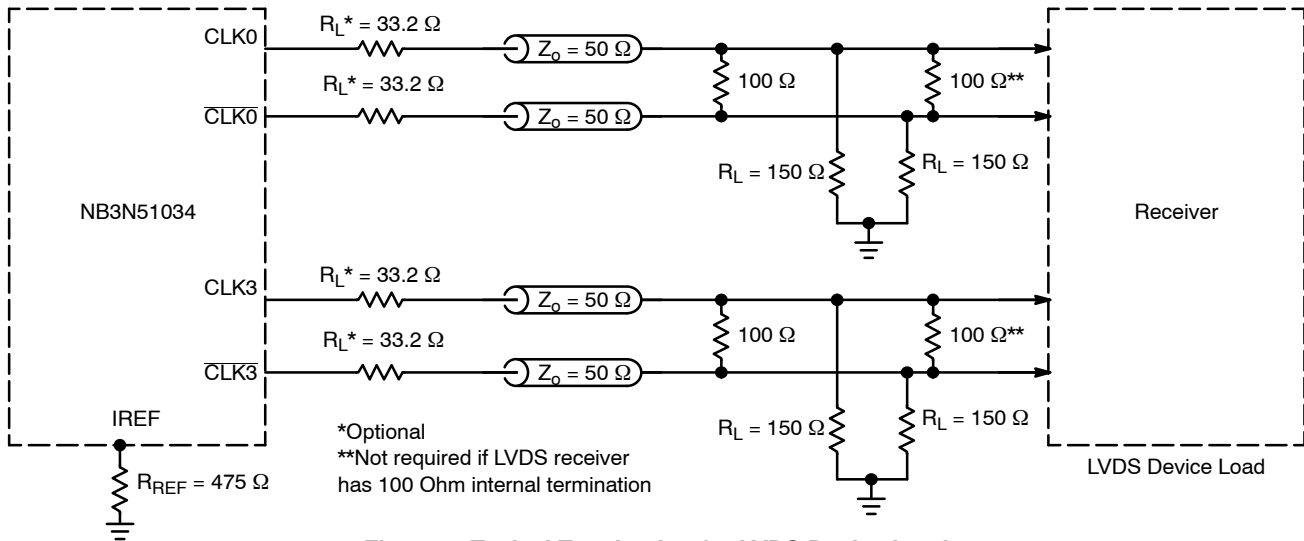 CLK0
R_L* = 33.2 Ω
Z_o = 50 Ω
R_L* = 33.2 Ω
100 Ω
100 Ω**
C̅L̅K̅0̅
Z_o = 50 Ω
R_L = 150 Ω
R_L = 150 Ω
NB3N51034
Receiver
CLK3
R_L* = 33.2 Ω
Z_o = 50 Ω
R_L* = 33.2 Ω
100 Ω
100 Ω**
C̅L̅K̅3̅
Z_o = 50 Ω
R_L = 150 Ω
R_L = 150 Ω
IREF
R_REF = 475 Ω
*Optional
**Not required if LVDS receiver
has 100 Ohm internal termination
LVDS Device Load